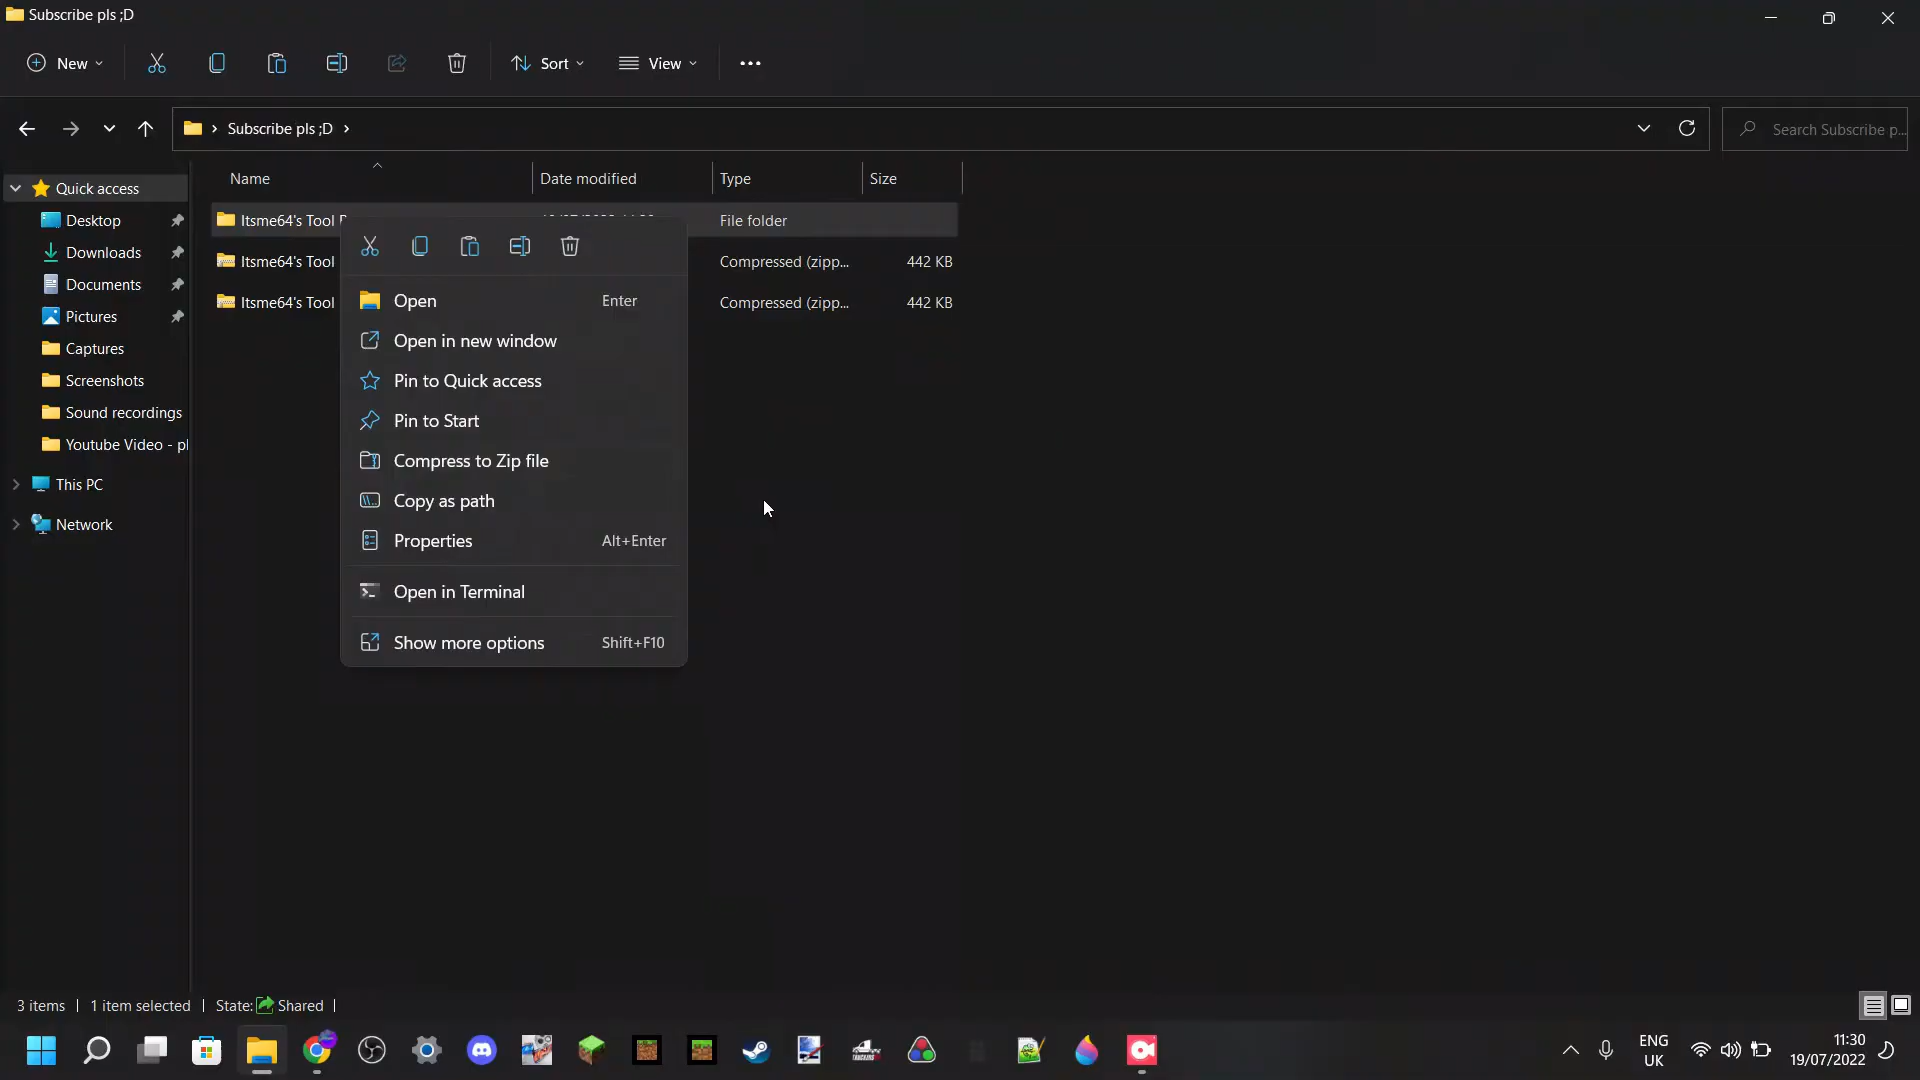 Subscribe pls ;D
New
Sort
View
Subscribe pls ;D
Search Subscribe p...
Name
Date modified
Type
Size
Quick access
Desktop
Downloads
Documents
Pictures
Captures
Screenshots
Sound recordings
Youtube Video - pl
This PC
Network
Itsme64's Tool
File folder
Itsme64's Tool
Compressed (zipp...
442 KB
Itsme64's Tool
Compressed (zipp...
442 KB
Open
Enter
Open in new window
Pin to Quick access
Pin to Start
Compress to Zip file
Copy as path
Properties
Alt+Enter
Open in Terminal
Show more options
Shift+F10
3 items
1 item selected
State:
Shared
ENG
UK
11:30
19/07/2022